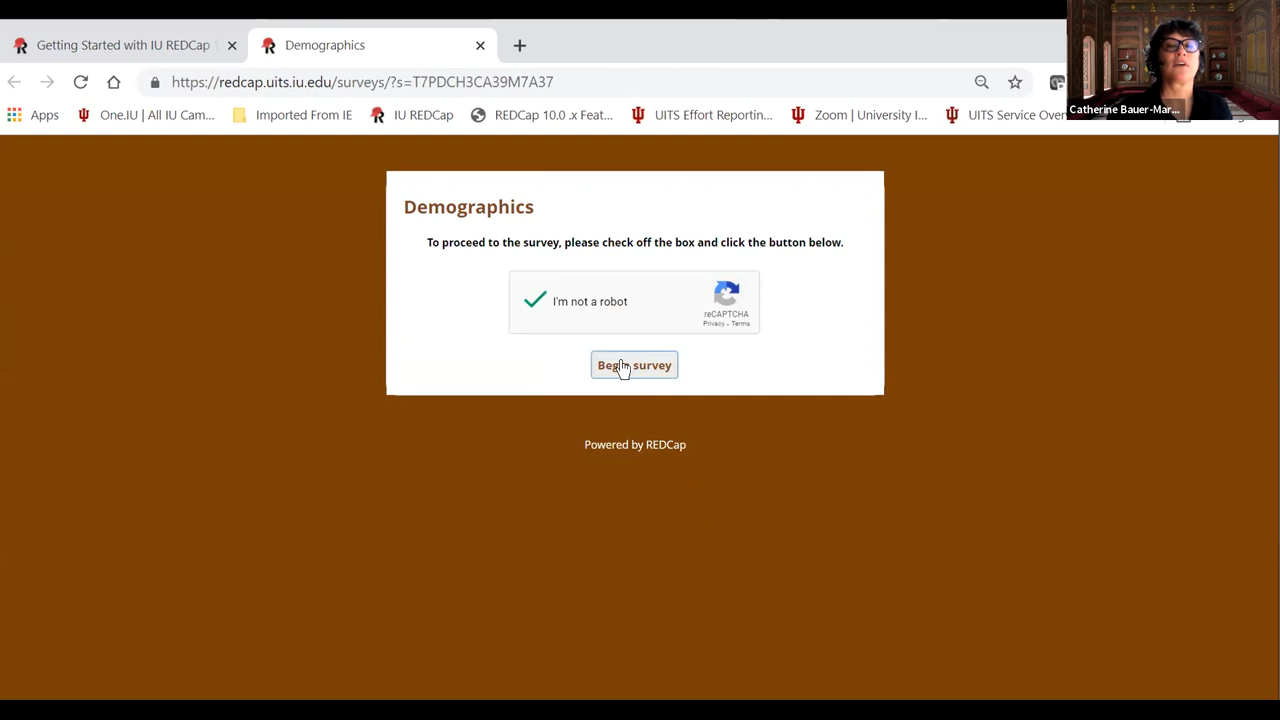 Getting Started with IU REDCap
Demographics
https://redcap.uits.iu.edu/surveys/?s=T7PDCH3CA39M7A37
Apps
One.IU | All IU Cam...
Imported From IE
IU REDCap
REDCap 10.0 .x Feat...
UITS Effort Reportin...
Zoom | University I...
UITS Service Over
Catherine Bauer-Mar...
Demographics
To proceed to the survey, please check off the box and click the button below.
I'm not a robot
reCAPTCHA
Privacy - Terms
Begin survey
Powered by REDCap